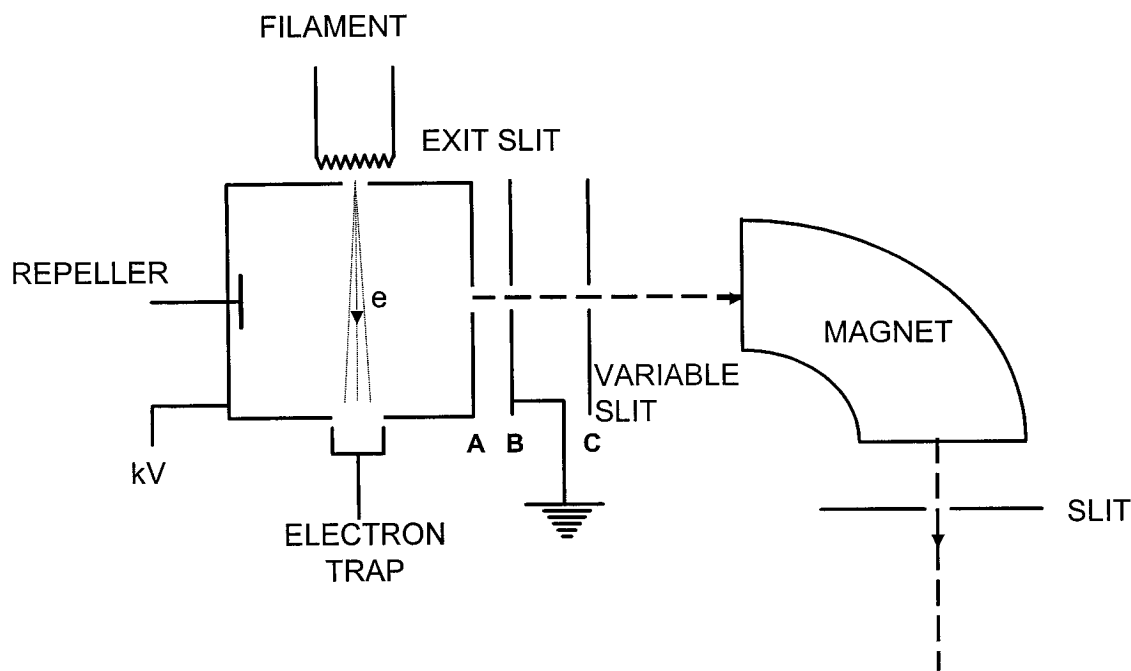 FILAMENT
EXIT SLIT
REPELLER
e
MAGNET
VARIABLE
SLIT
A B C
kV
SLIT
ELECTRON
TRAP